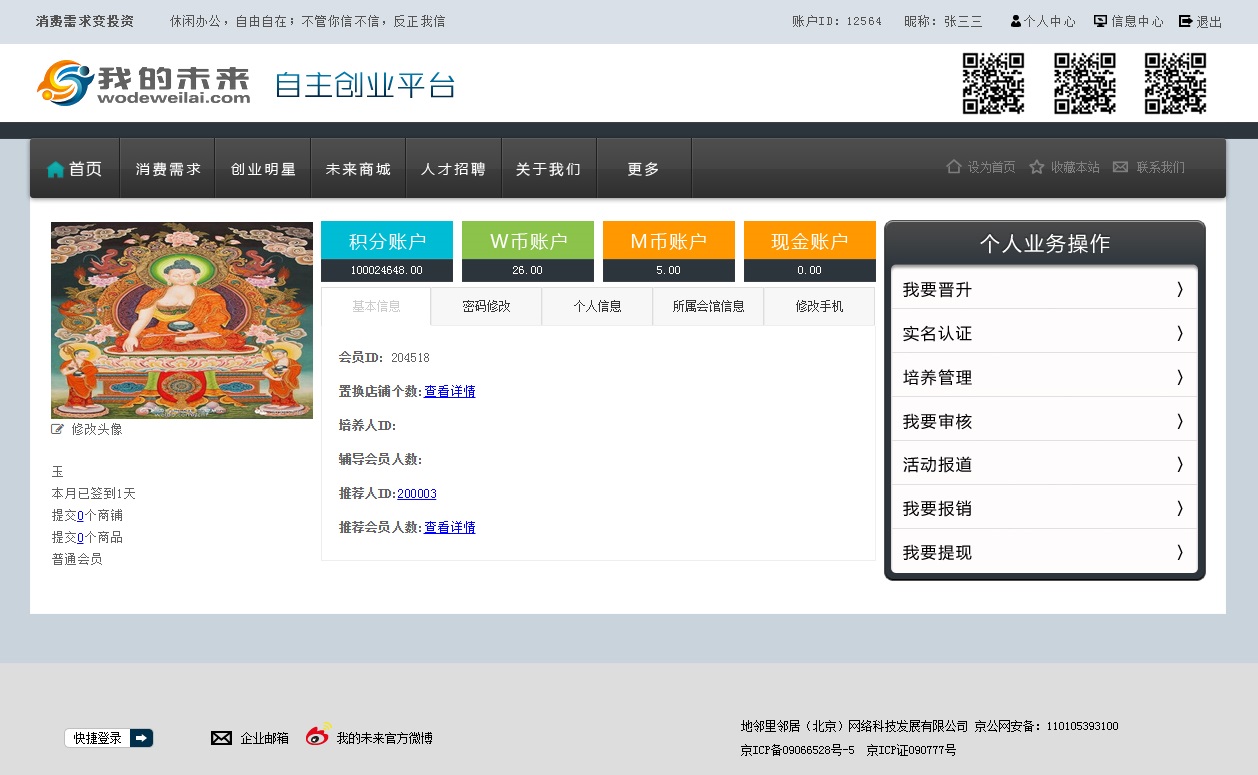 消费需求变投资 休闲办公，自由自在；不管你信不信，反正我信 账户ID：12564 昵称：张三三 个人中心 信息中心 退出
我的未来
wodeweilai.com
自主创业平台
首页 消费需求 创业明星 未来商城 人才招聘 关于我们 更多 设为首页 收藏本站 联系我们
积分账户 W币账户 M币账户 现金账户
100024648.00 26.00 5.00 0.00
基本信息 密码修改 个人信息 所属会馆信息 修改手机
会员ID: 204518
置换店铺个数:查看详情
培养人ID:
辅导会员人数:
推荐人ID:200003
推荐会员人数:查看详情
修改头像
玉
本月已签到1天
提交0个商铺
提交0个商品
普通会员
个人业务操作
我要晋升 〉
实名认证 〉
培养管理 〉
我要审核 〉
活动报道 〉
我要报销 〉
我要提现 〉
快捷登录 企业邮箱 我的未来官方微博
地邻里邻居（北京）网络科技发展有限公司 京公网安备：110105393100
京ICP备09066528号-5 京ICP证090777号